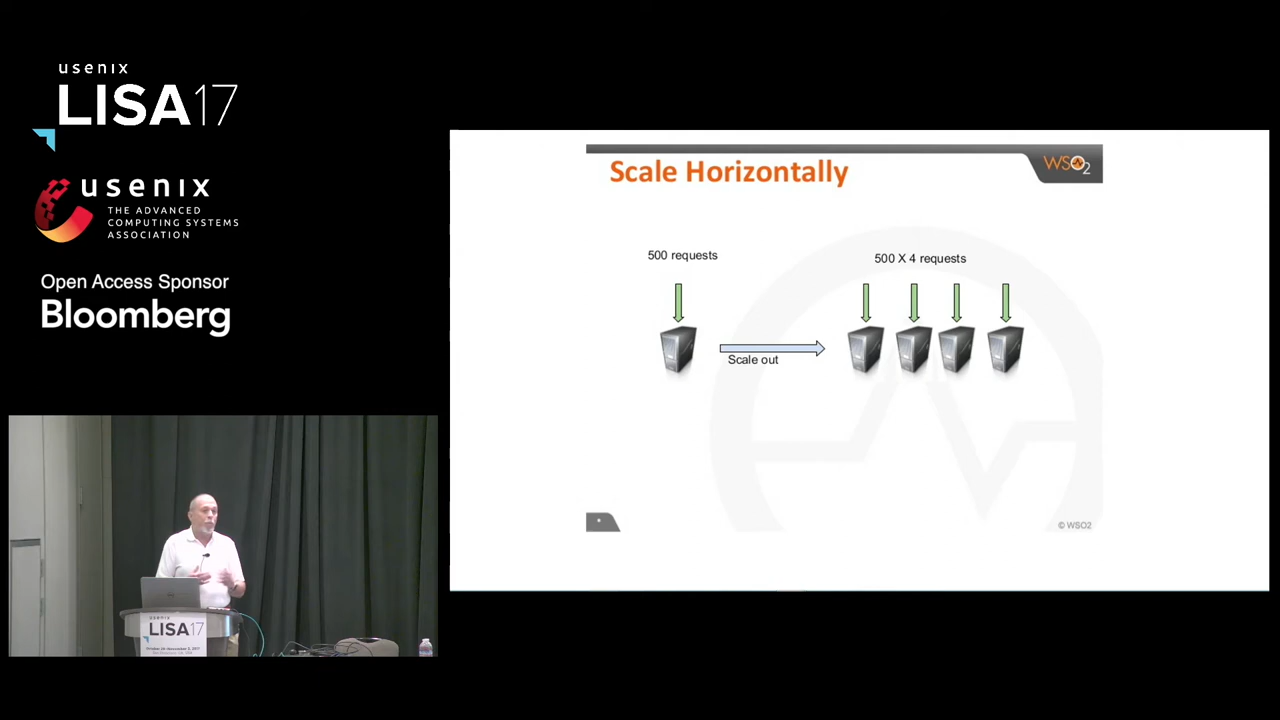 usenix
LISA17
usenix
THE ADVANCED
COMPUTING SYSTEMS
ASSOCIATION
Open Access Sponsor
Bloomberg
Scale Horizontally
WSO2
500 requests
500 X 4 requests
Scale out
© WSO2
usenix
LISA17